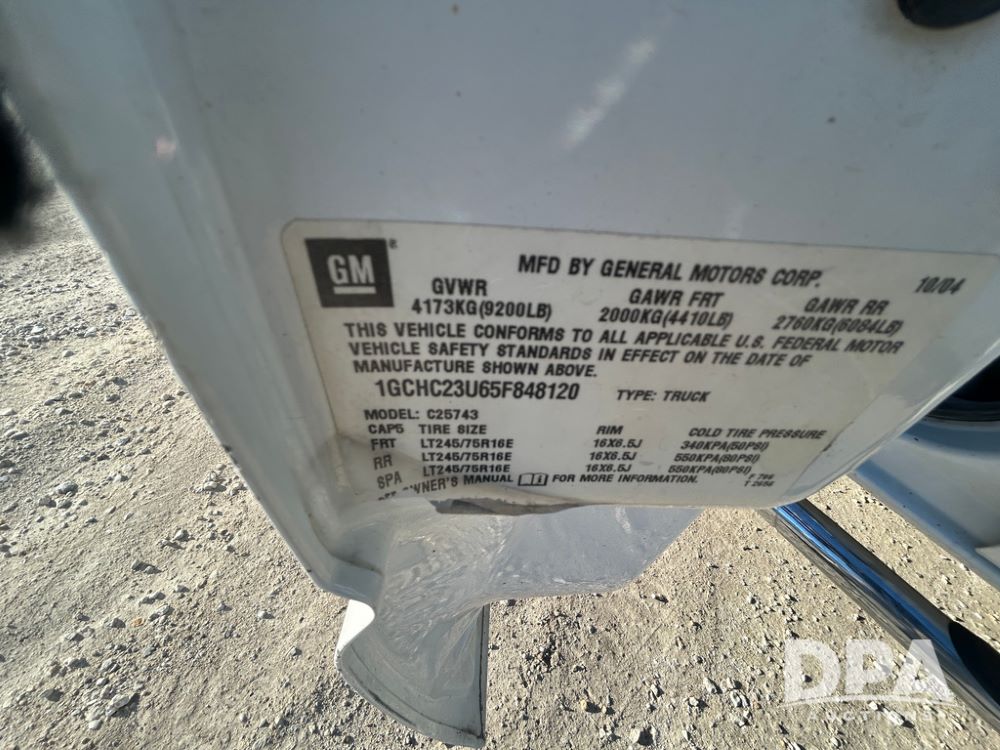 GM ®
MFD BY GENERAL MOTORS CORP. 10/04
GVWR GAWR FRT GAWR RR
4173KG(9200LB) 2000KG(4410LB) 2760KG(6084LB)
THIS VEHICLE CONFORMS TO ALL APPLICABLE U.S. FEDERAL MOTOR
VEHICLE SAFETY STANDARDS IN EFFECT ON THE DATE OF
MANUFACTURE SHOWN ABOVE.
1GCHC23U65F848120 TYPE: TRUCK
MODEL: C25743
CAP5 TIRE SIZE RIM COLD TIRE PRESSURE
FRT LT245/75R16E 16X6.5J 340KPA(50PSI)
RR LT245/75R16E 16X6.5J 550KPA(80PSI)
SPA LT245/75R16E 16X6.5J 550KPA(80PSI)
OWNER'S MANUAL FOR MORE INFORMATION.
DPA
AUCTIONS